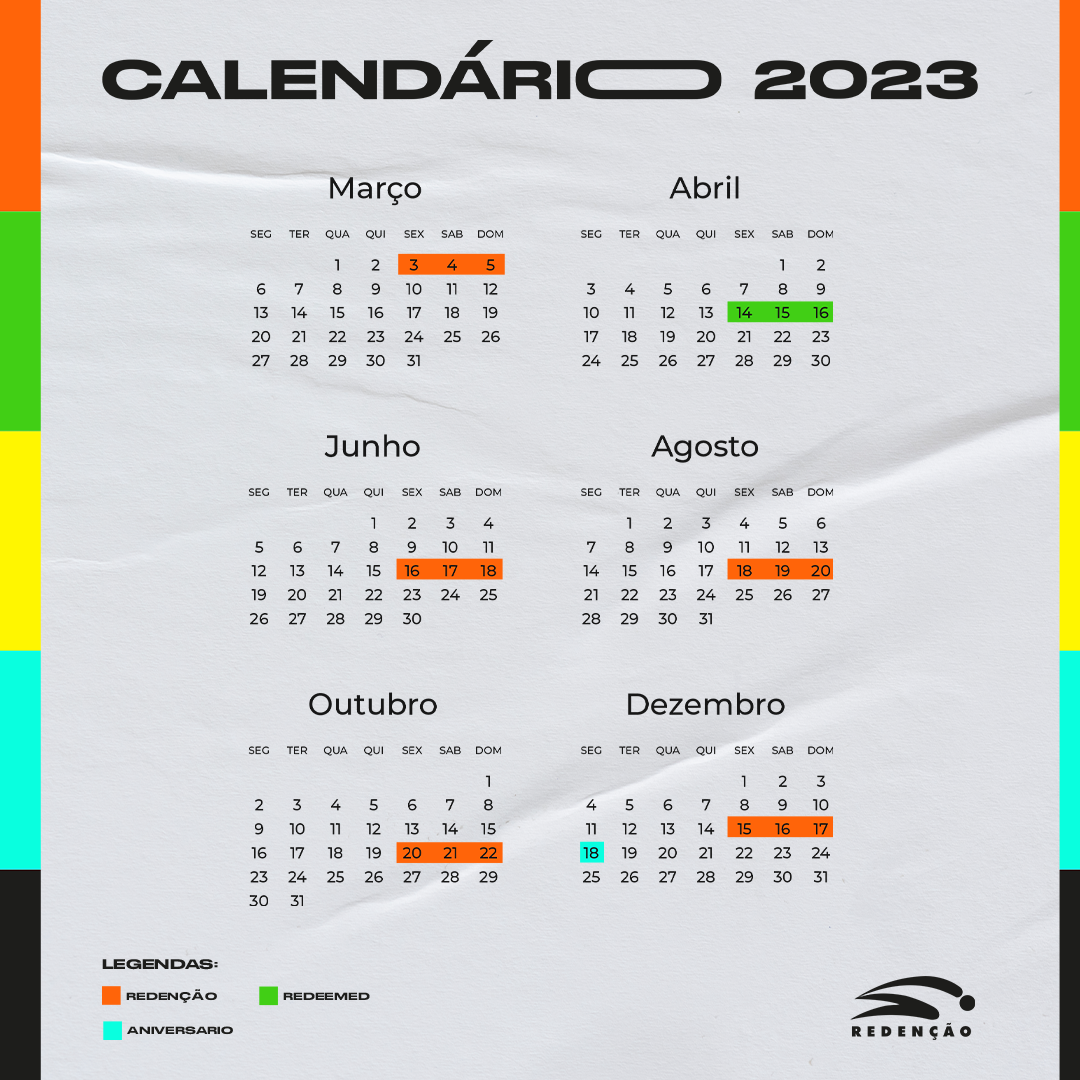 CALENDÁRIO 2023
Março
SEG TER QUA QUI SEX SAB DOM
1 2 3 4 5
6 7 8 9 10 11 12
13 14 15 16 17 18 19
20 21 22 23 24 25 26
27 28 29 30 31
Abril
SEG TER QUA QUI SEX SAB DOM
1 2
3 4 5 6 7 8 9
10 11 12 13 14 15 16
17 18 19 20 21 22 23
24 25 26 27 28 29 30
Junho
SEG TER QUA QUI SEX SAB DOM
1 2 3 4
5 6 7 8 9 10 11
12 13 14 15 16 17 18
19 20 21 22 23 24 25
26 27 28 29 30
Agosto
SEG TER QUA QUI SEX SAB DOM
1 2 3 4 5 6
7 8 9 10 11 12 13
14 15 16 17 18 19 20
21 22 23 24 25 26 27
28 29 30 31
Outubro
SEG TER QUA QUI SEX SAB DOM
1
2 3 4 5 6 7 8
9 10 11 12 13 14 15
16 17 18 19 20 21 22
23 24 25 26 27 28 29
30 31
Dezembro
SEG TER QUA QUI SEX SAB DOM
1 2 3
4 5 6 7 8 9 10
11 12 13 14 15 16 17
18 19 20 21 22 23 24
25 26 27 28 29 30 31
LEGENDAS:
REDENÇÃO
REDEEMED
ANIVERSARIO
REDENÇÃO